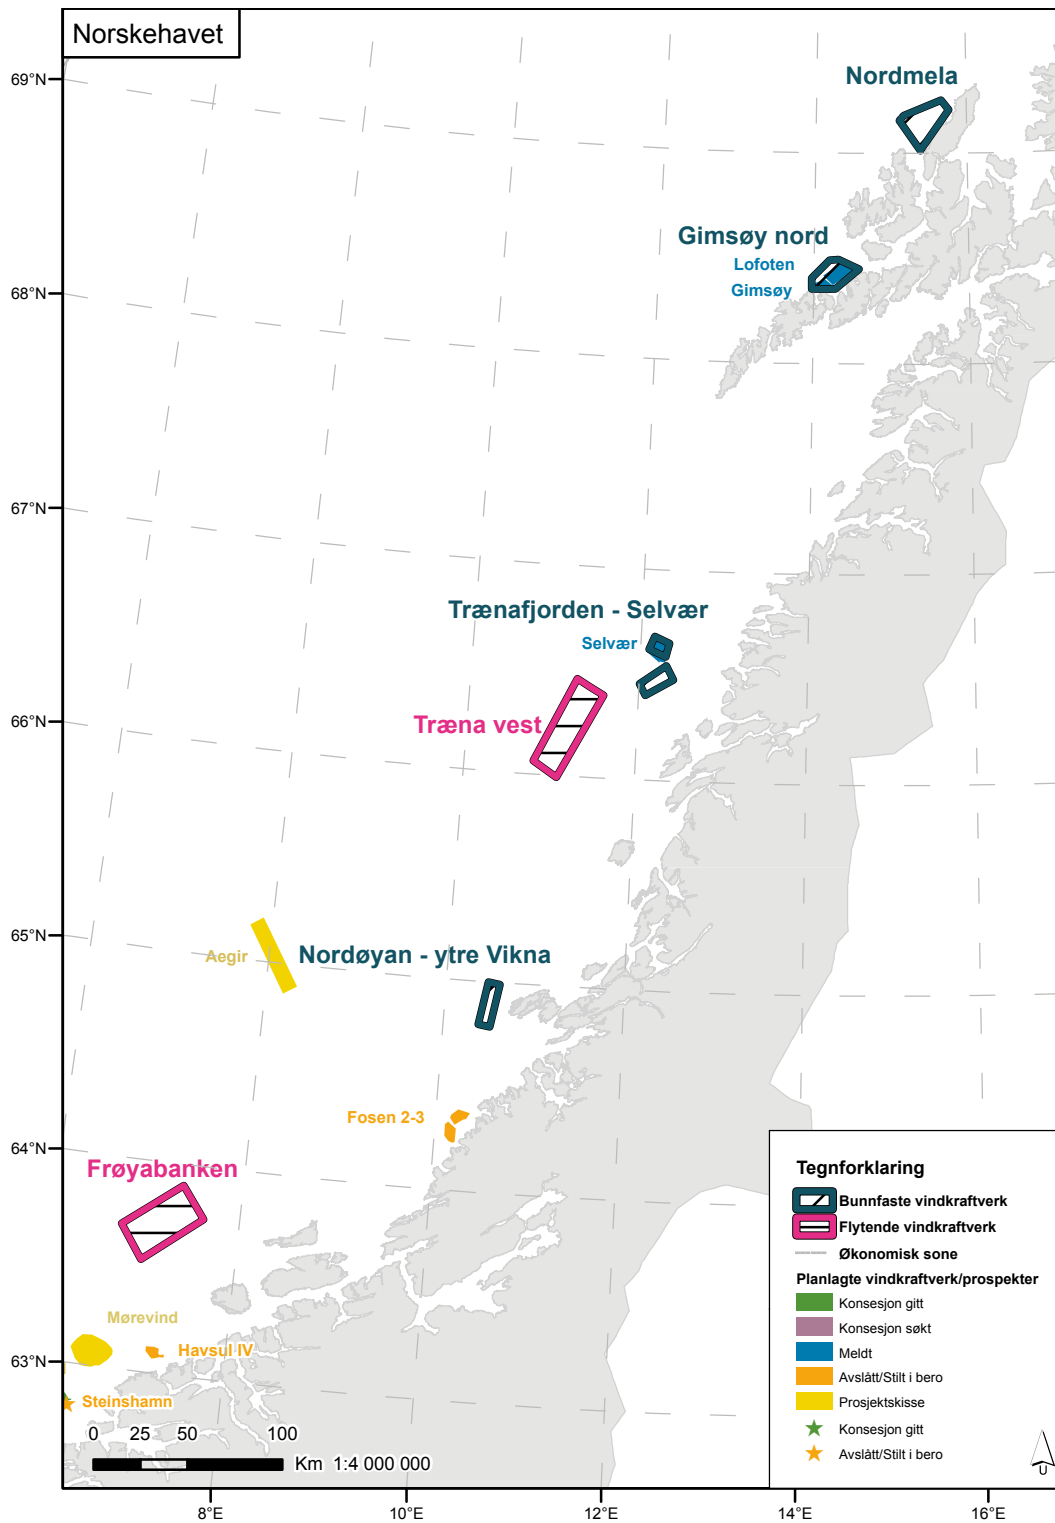 Norskehavet
69°N
68°N
67°N
66°N
65°N
64°N
63°N
Nordmela
Gimsøy nord
Lofoten
Gimsøy
Trænafjorden - Selvær
Selvær
Træna vest
Aegir
Nordøyan - ytre Vikna
Fosen 2-3
Frøyabanken
Mørevind
Havsul IV
Steinshamn
0 25 50 100
Km 1:4 000 000
Tegnforklaring
Bunnfaste vindkraftverk
Flytende vindkraftverk
Økonomisk sone
Planlagte vindkraftverk/prospekter
Konsesjon gitt
Konsesjon søkt
Meldt
Avslått/Stilt i bero
Prosjektskisse
Konsesjon gitt
Avslått/Stilt i bero
U
8°E 10°E 12°E 14°E 16°E